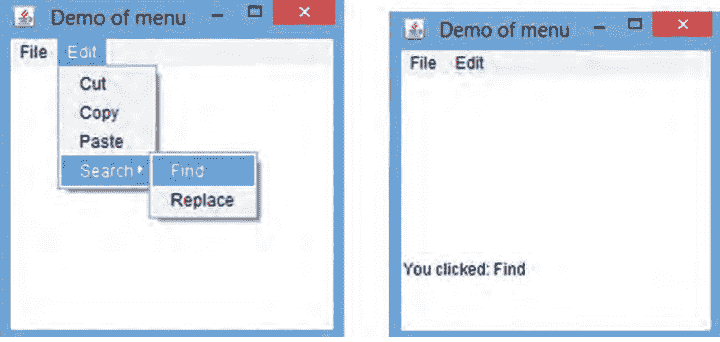 Demo of menu
File Edit
Cut
Copy
Paste
Search
Find
Replace
Demo of menu
File Edit
You clicked: Find